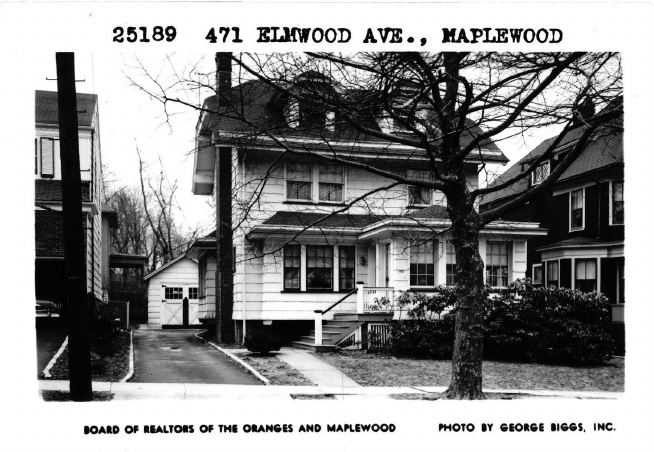 25189 471 ELMWOOD AVE., MAPLEWOOD
BOARD OF REALTORS OF THE ORANGES AND MAPLEWOOD PHOTO BY GEORGE BIGGS, INC.